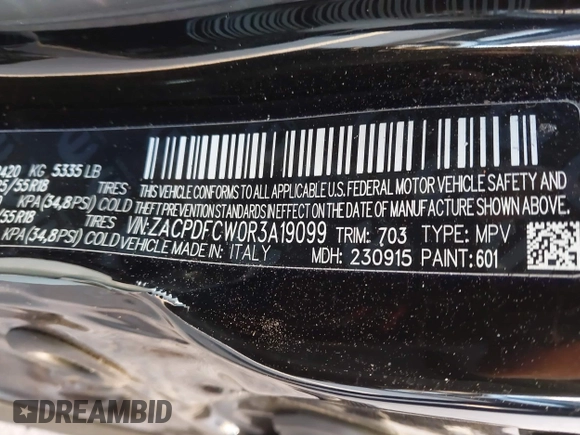 420 KG 5335 LB
5/55R18 TIRES
KPA(34,8PSI) COLD
55R18 TIRES
KPA(34,8PSI) COLD
THIS VEHICLE CONFORMS TO ALL APPLICABLE U.S. FEDERAL MOTOR VEHICLE SAFETY AND
THEFT PREVENTION STANDARDS IN EFFECT ON THE DATE OF MANUFACTURE SHOWN ABOVE.
VIN: ZACPDFCW0R3A19099 TRIM: 703 TYPE: MPV
VEHICLE MADE IN: ITALY MDH: 230915 PAINT: 601
DREAMBID